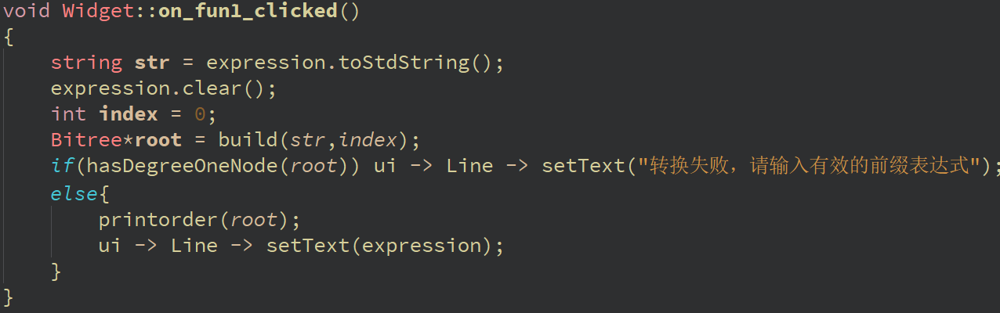 void Widget::on_fun1_clicked()
{
    string str = expression.toStdString();
    expression.clear();
    int index = 0;
    Bitree*root = build(str,index);
    if(hasDegreeOneNode(root)) ui -> Line -> setText("转换失败，请输入有效的前缀表达式");
    else{
        printorder(root);
        ui -> Line -> setText(expression);
    }
}